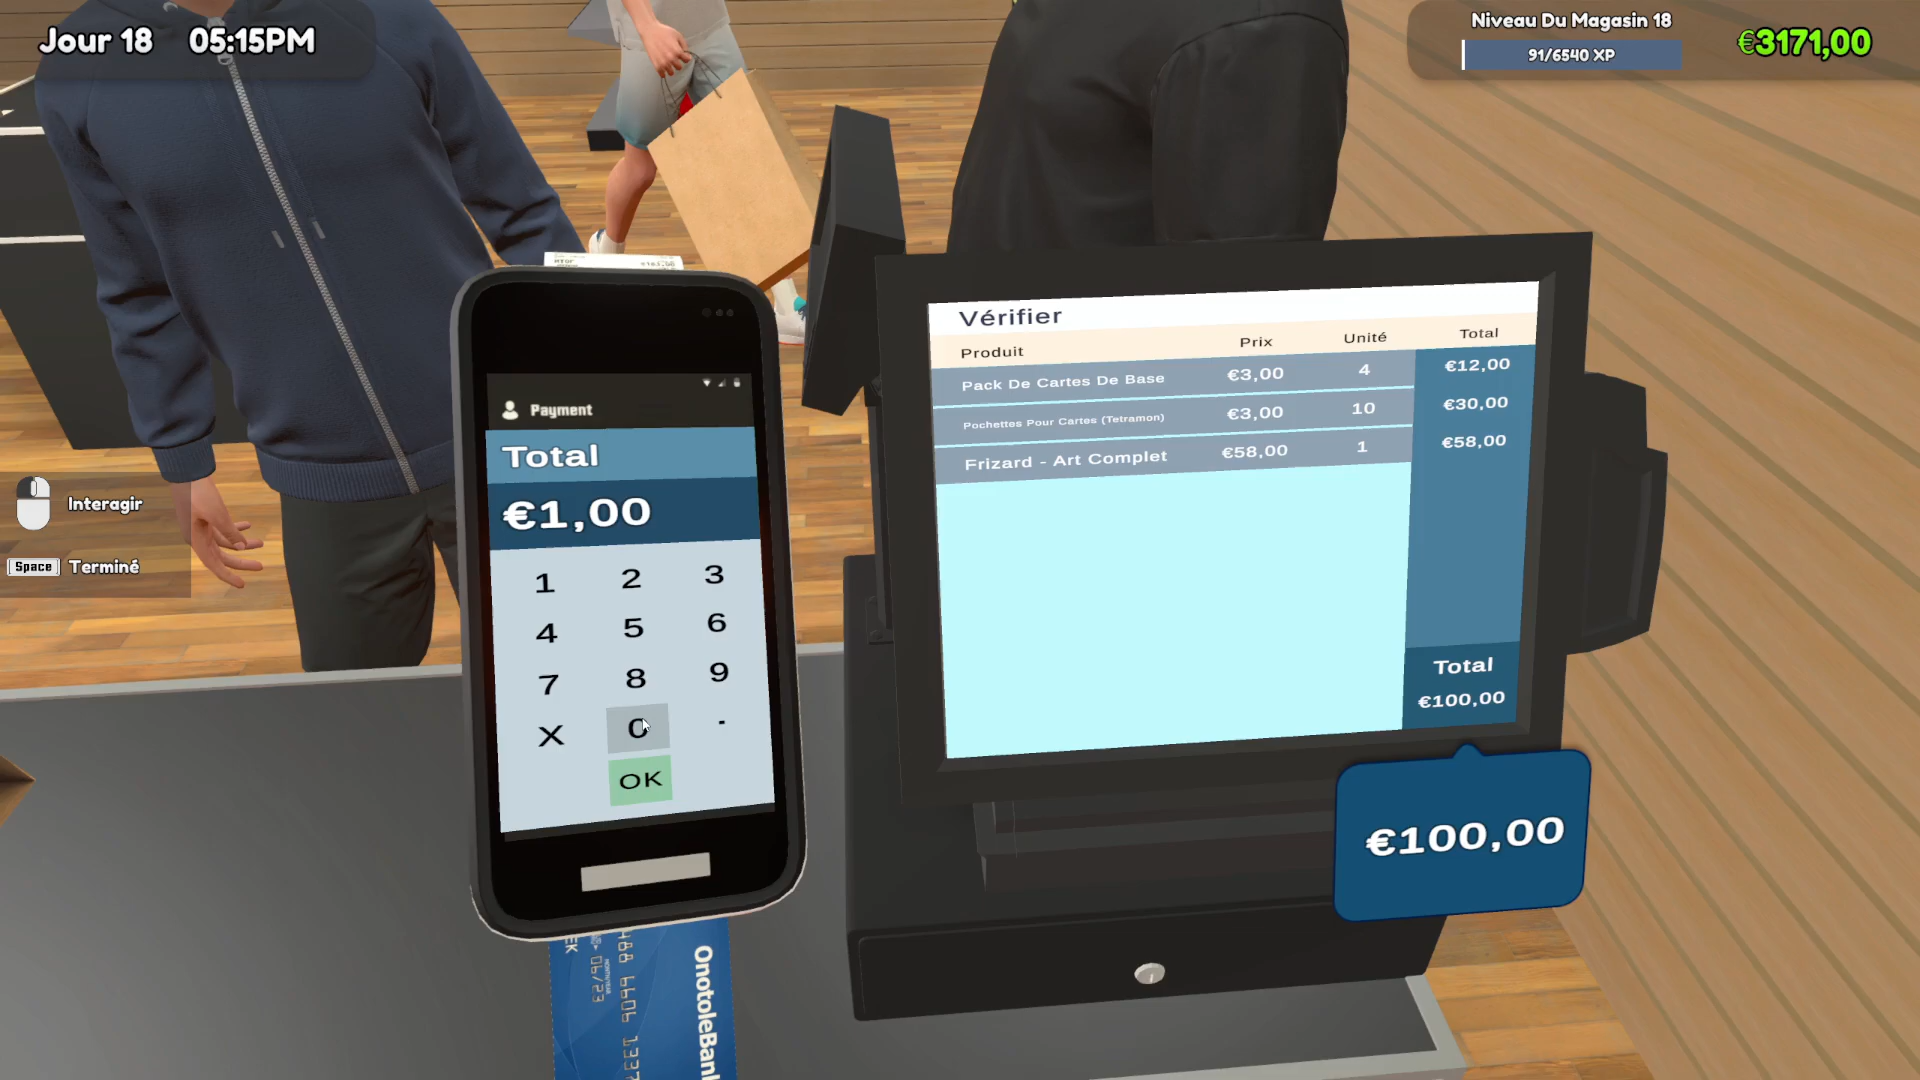 Jour 18 05:15PM
Niveau Du Magasin 18
91/6540 XP
€3171,00
Interagir
Space Terminé
Payment
Total
€1,00
1 2 3
4 5 6
7 8 9
X 0 .
OK
Vérifier
Produit Prix Unité Total
Pack De Cartes De Base €3,00 4 €12,00
Pochettes Pour Cartes (Tetramon) €3,00 10 €30,00
Frizard - Art Complet €58,00 1 €58,00
Total
€100,00
€100,00
OnotoleBank
06/23